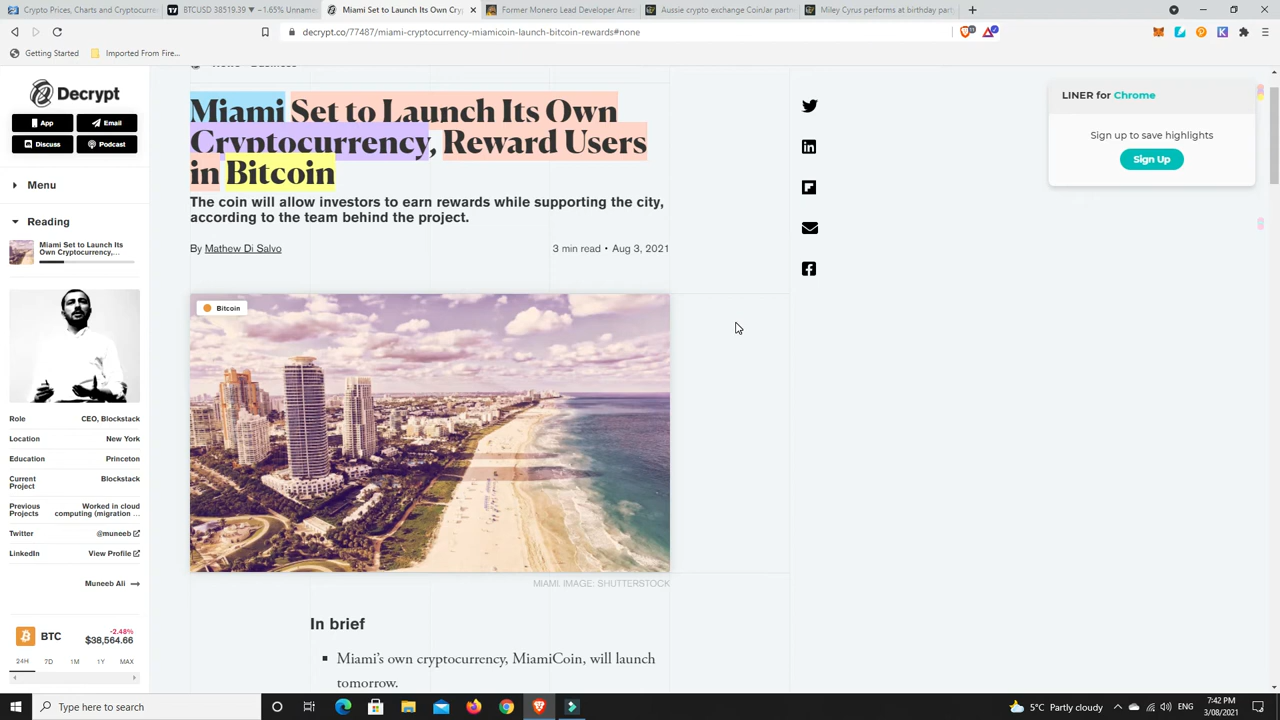 Crypto Prices, Charts and Cryptocurr
BTCUSD 38519.39 ▼ −1.65% Unname
Miami Set to Launch Its Own Cryp
Former Monero Lead Developer Arres
Aussie crypto exchange CoinJar partn
Miley Cyrus performs at birthday part
decrypt.co/77487/miami-cryptocurrency-miamicoin-launch-bitcoin-rewards#none
Getting Started
Imported From Fire...
Decrypt
App
Email
Discuss
Podcast
Menu
Reading
Miami Set to Launch Its
Own Cryptocurrency,...
Role CEO, Blockstack
Location New York
Education Princeton
Current Project Blockstack
Previous Projects Worked in cloud computing (migration ...
Twitter @muneeb
LinkedIn View Profile
Muneeb Ali
BTC
-2.48%
$38,564.66
24H 7D 1M 1Y MAX
Miami Set to Launch Its Own
Cryptocurrency, Reward Users
in Bitcoin
The coin will allow investors to earn rewards while supporting the city,
according to the team behind the project.
By Mathew Di Salvo
3 min read • Aug 3, 2021
Bitcoin
MIAMI. IMAGE: SHUTTERSTOCK
In brief
Miami's own cryptocurrency, MiamiCoin, will launch
tomorrow.
LINER for Chrome
Sign up to save highlights
Sign Up
Type here to search
5°C Partly cloudy
ENG
7:42 PM
3/08/2021